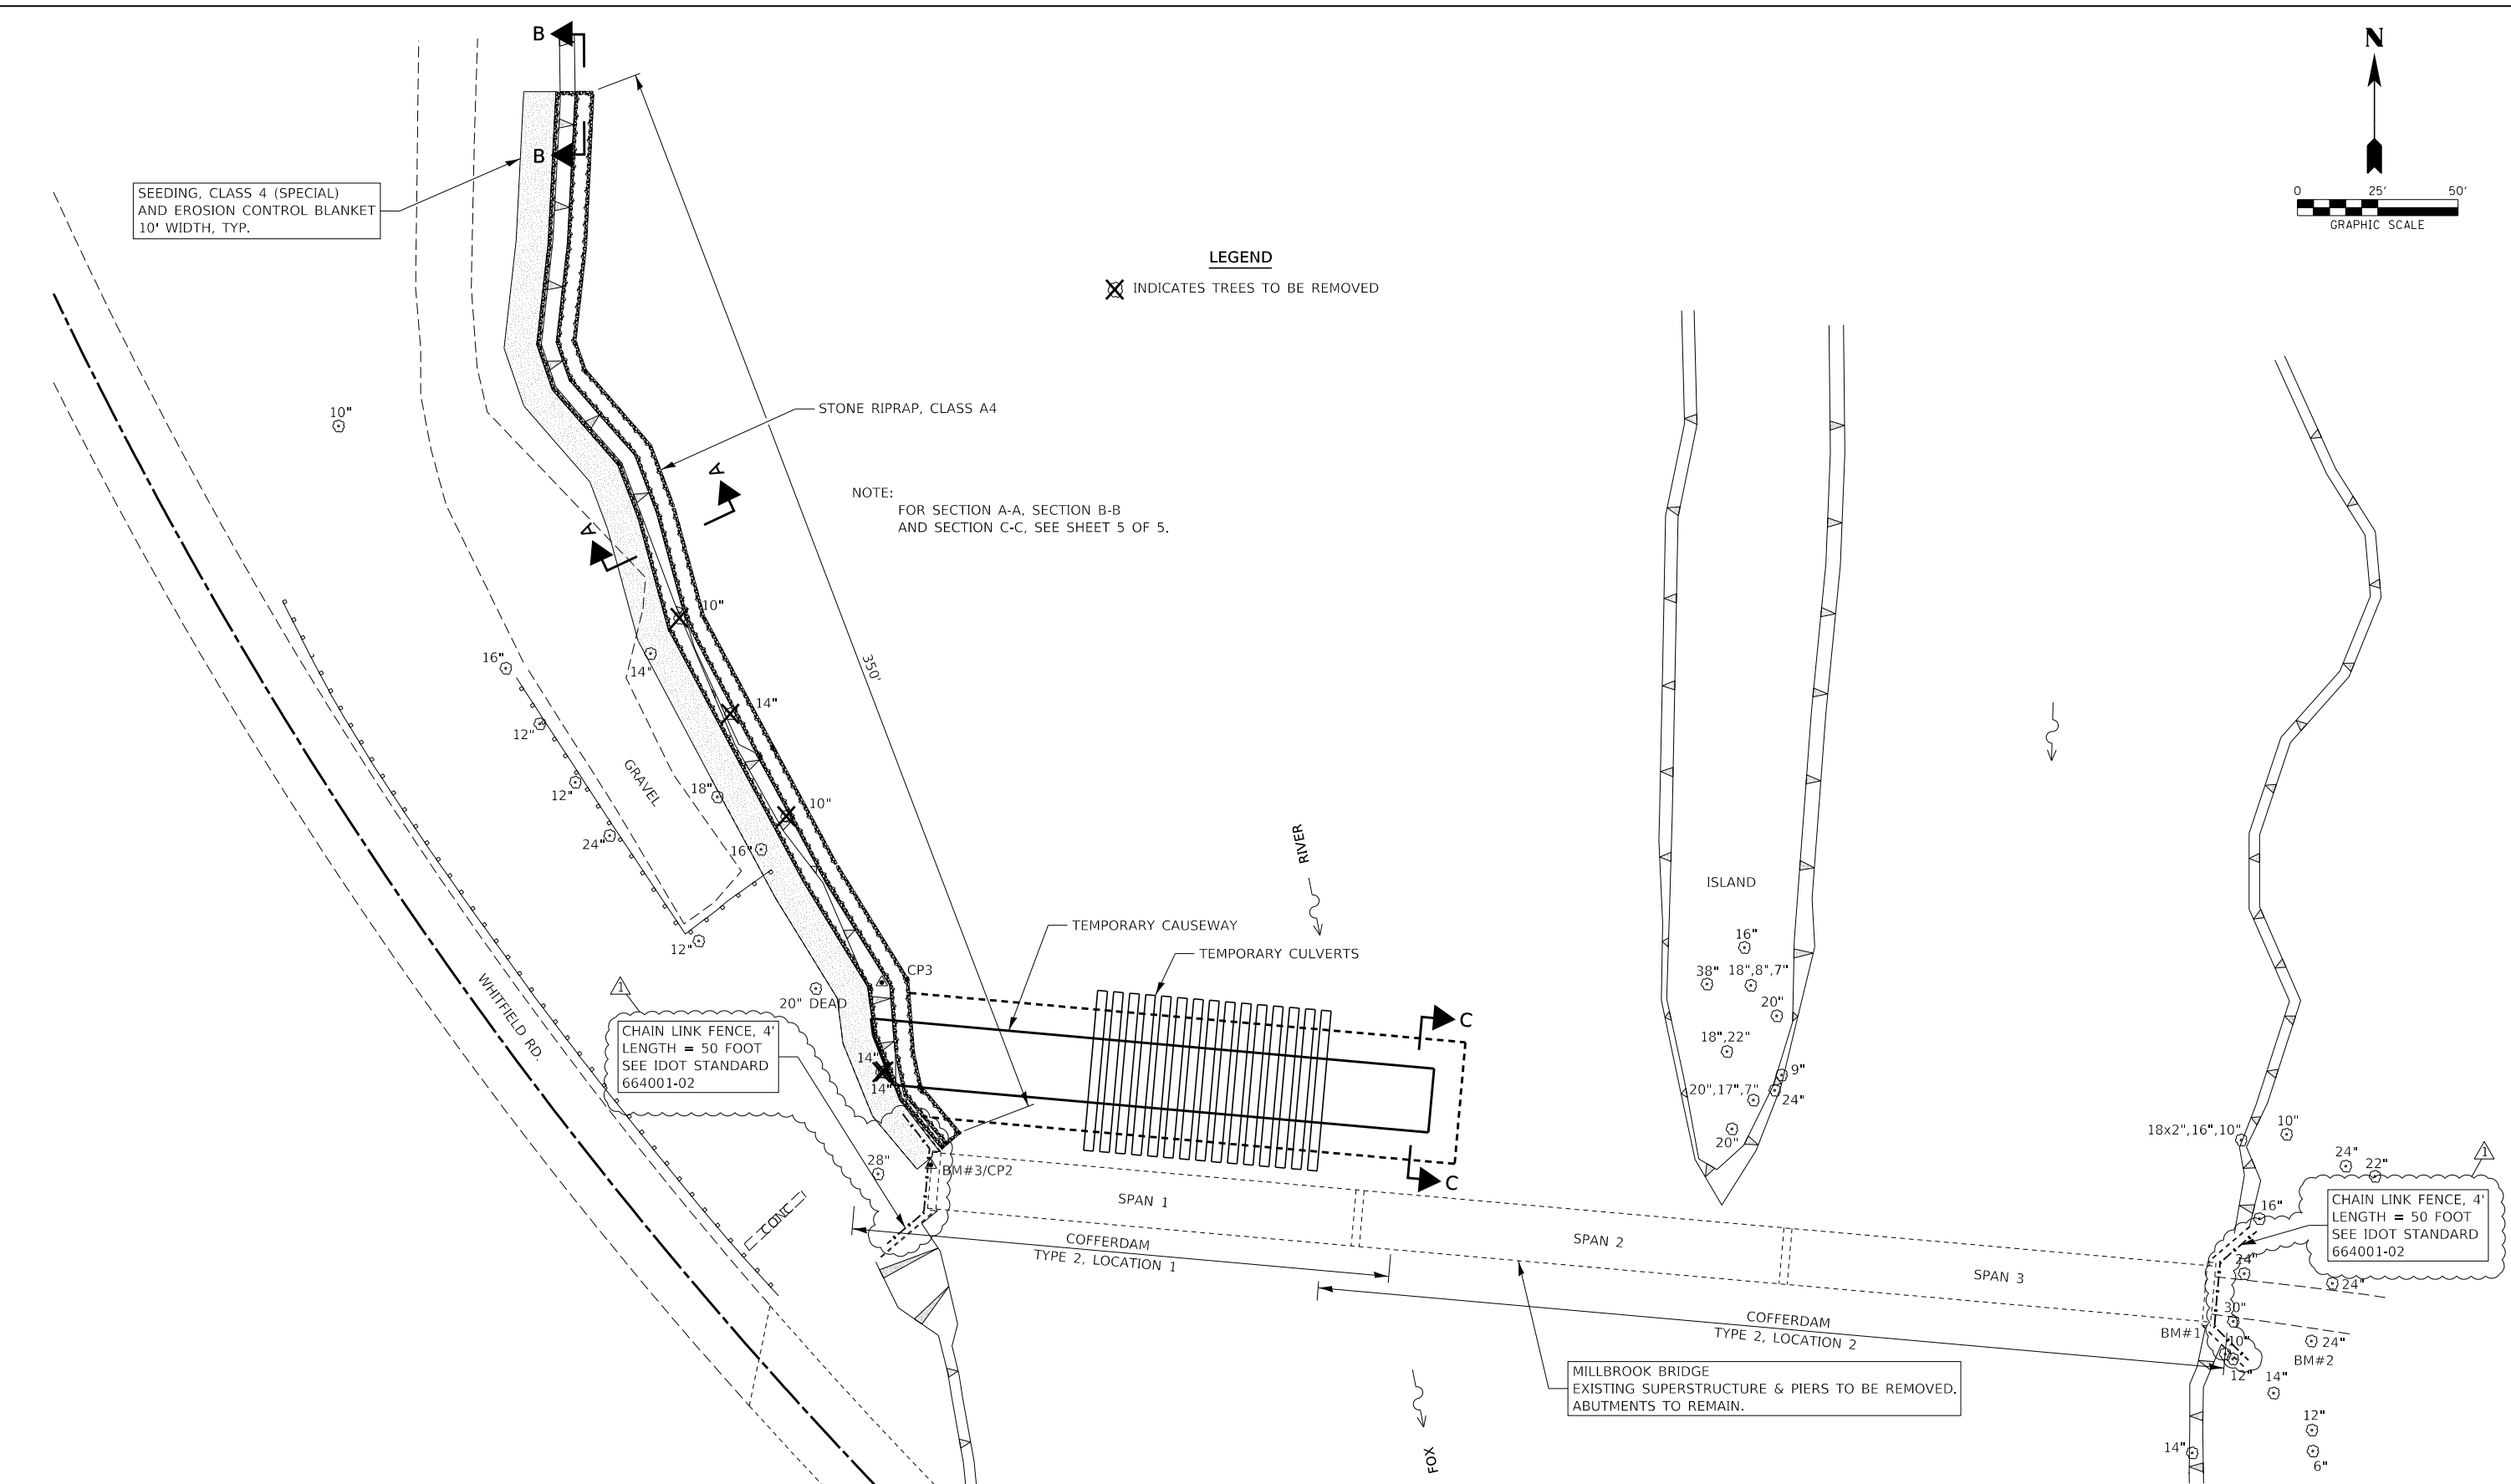 B
N
B
0 25' 50'
GRAPHIC SCALE
SEEDING, CLASS 4 (SPECIAL)
AND EROSION CONTROL BLANKET
10' WIDTH, TYP.
LEGEND
INDICATES TREES TO BE REMOVED
10"
STONE RIPRAP, CLASS A4
A
NOTE:
FOR SECTION A-A, SECTION B-B
AND SECTION C-C, SEE SHEET 5 OF 5.
A
10"
16"
14"
350'
14"
12"
GRAVEL
12"
18"
10"
24"
16"
RIVER
ISLAND
12"
TEMPORARY CAUSEWAY
TEMPORARY CULVERTS
16"
CP3
38" 18",8",7"
WHITFIELD RD.
20" DEAD
20"
1
CHAIN LINK FENCE, 4'
LENGTH = 50 FOOT
SEE IDOT STANDARD
664001-02
C
18",22"
14"
14"
9"
20",17",7"
24"
20"
18x2",16",10"
10"
28"
BM#3/CP2
C
24"
22"
1
SPAN 1
CHAIN LINK FENCE, 4'
LENGTH = 50 FOOT
SEE IDOT STANDARD
664001-02
16"
CONC
COFFERDAM
TYPE 2, LOCATION 1
SPAN 2
SPAN 3
24"
24"
30"
COFFERDAM
TYPE 2, LOCATION 2
BM#1
10"
24"
BM#2
12"
14"
MILLBROOK BRIDGE
EXISTING SUPERSTRUCTURE & PIERS TO BE REMOVED.
ABUTMENTS TO REMAIN.
12"
14"
6"
FOX